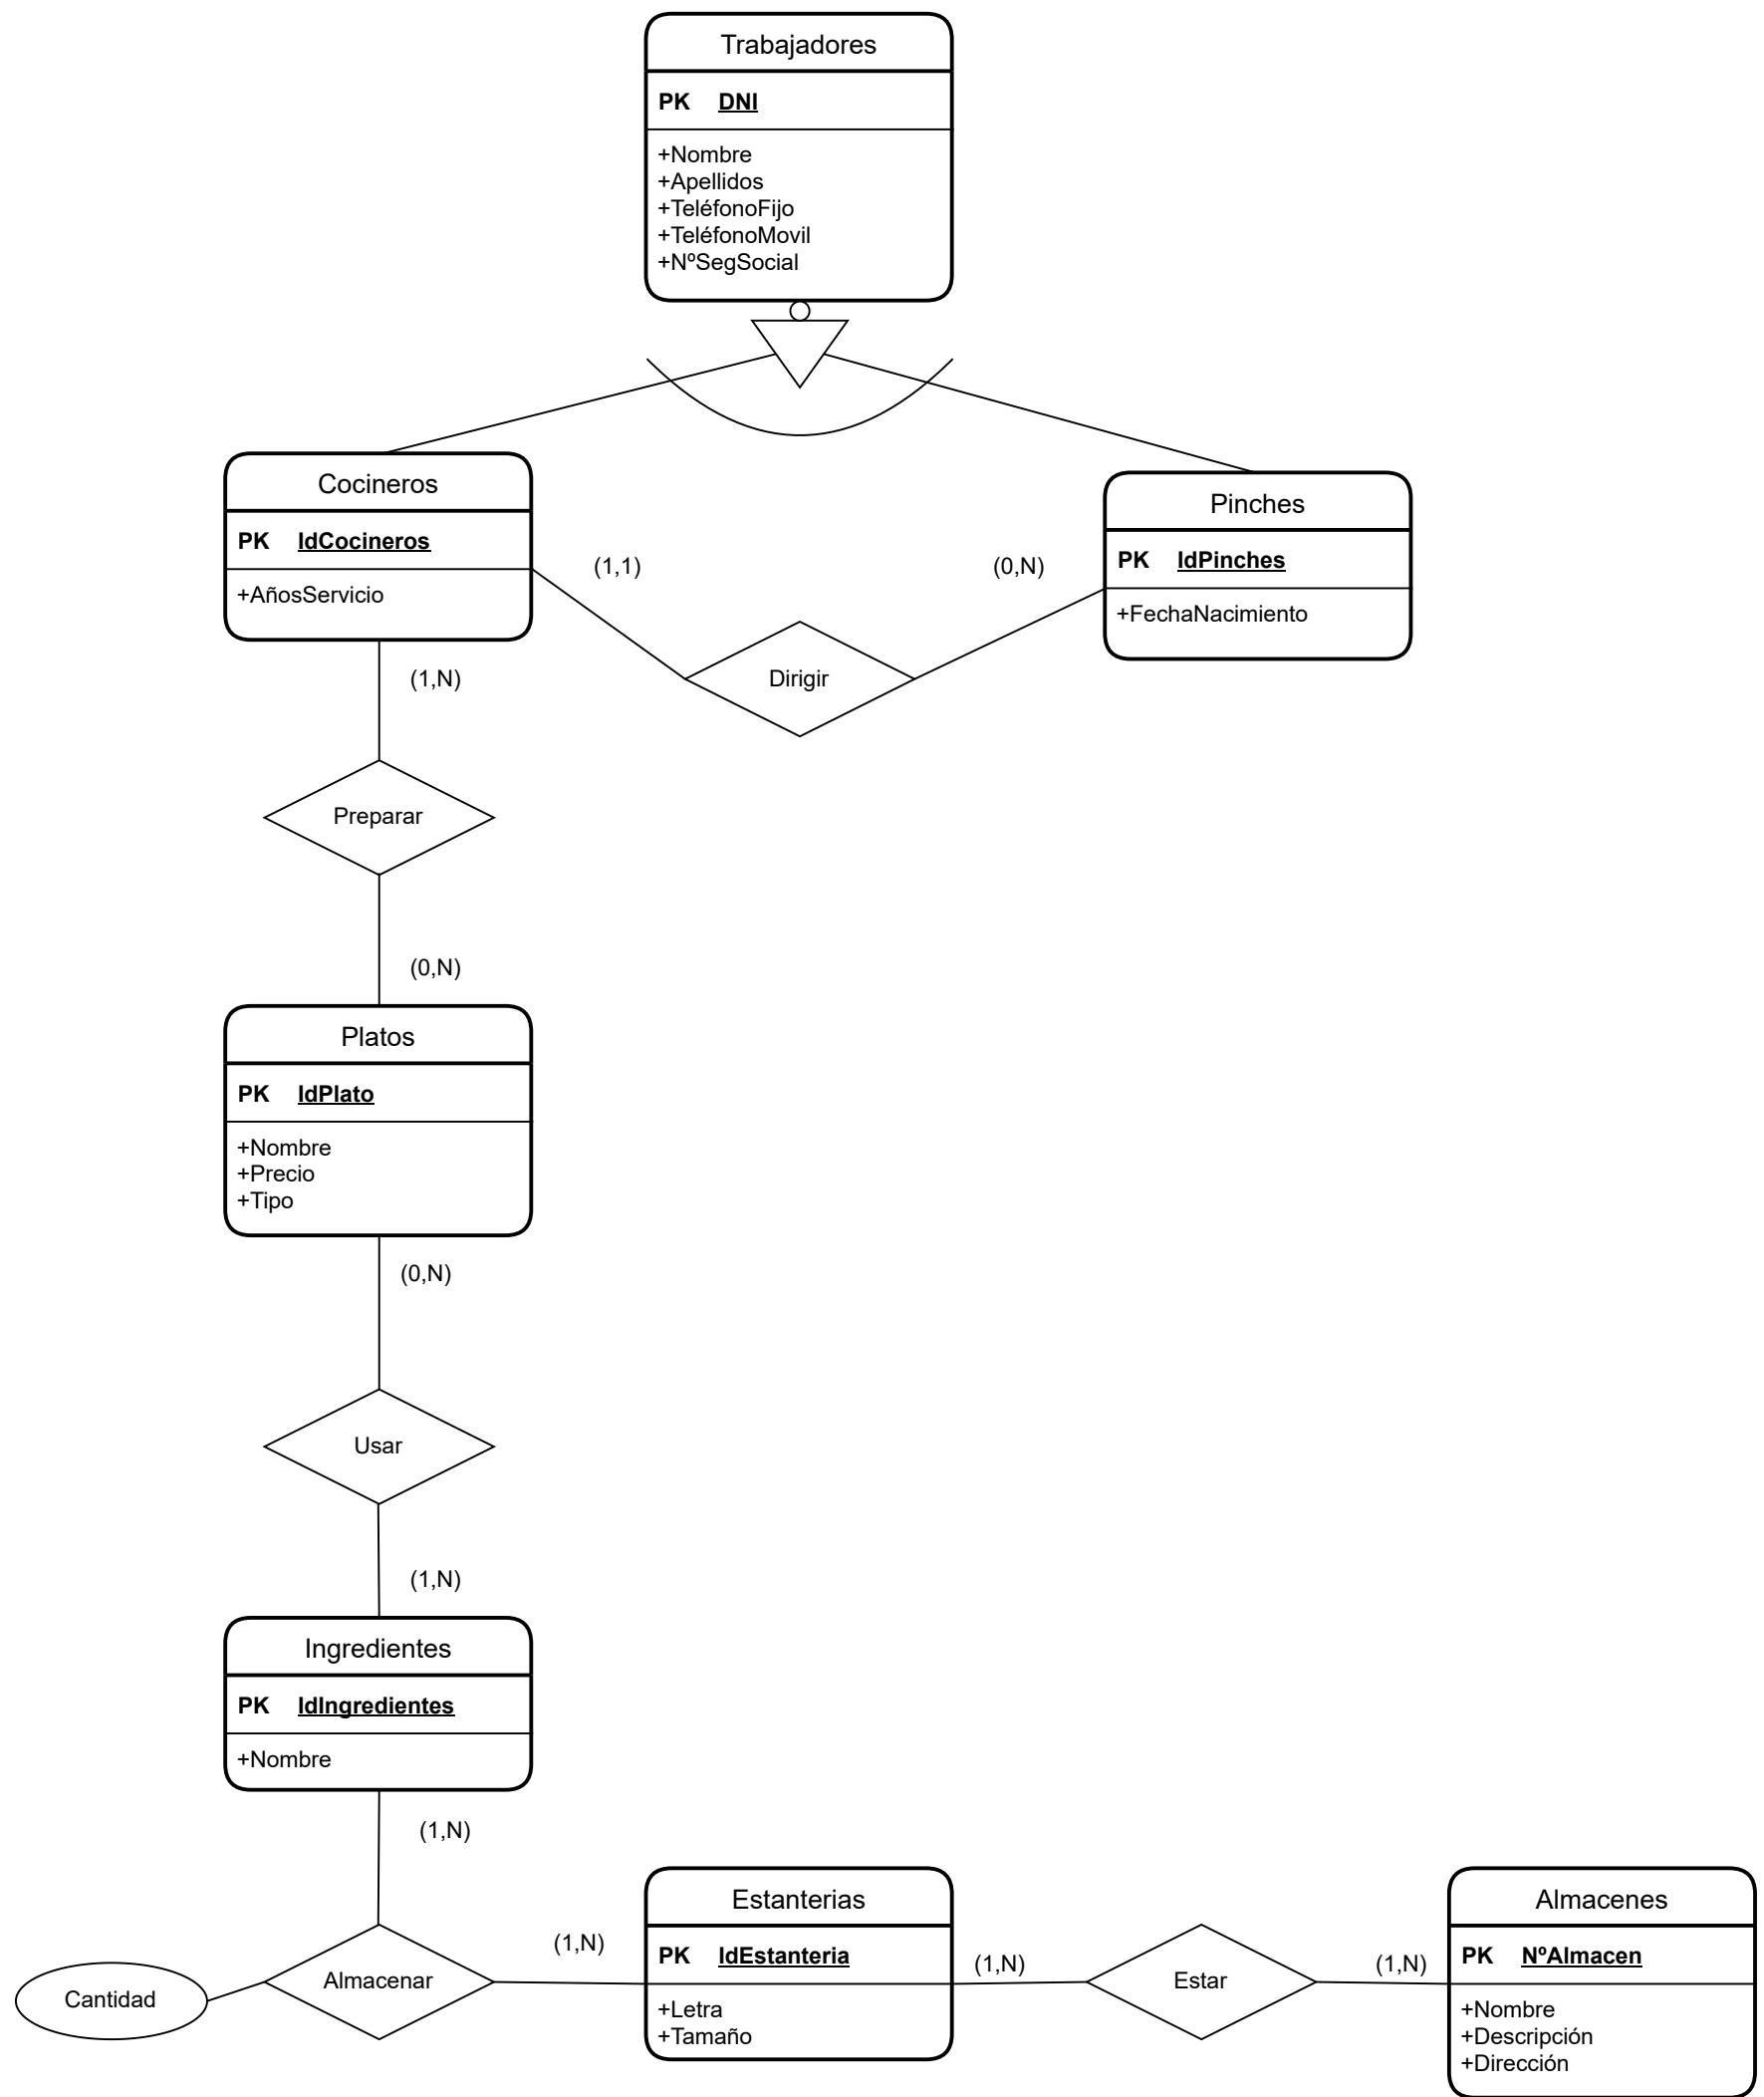 Trabajadores
PK DNI
+Nombre
+Apellidos
+TeléfonoFijo
+TeléfonoMovil
+NºSegSocial
Cocineros
PK IdCocineros
+AñosServicio
Pinches
PK IdPinches
+FechaNacimiento
(1,1)
(0,N)
Dirigir
(1,N)
Preparar
(0,N)
Platos
PK IdPlato
+Nombre
+Precio
+Tipo
(0,N)
Usar
(1,N)
Ingredientes
PK IdIngredientes
+Nombre
(1,N)
Cantidad
Almacenar
(1,N)
Estanterias
PK IdEstanteria
+Letra
+Tamaño
(1,N)
Estar
(1,N)
Almacenes
PK NºAlmacen
+Nombre
+Descripción
+Dirección